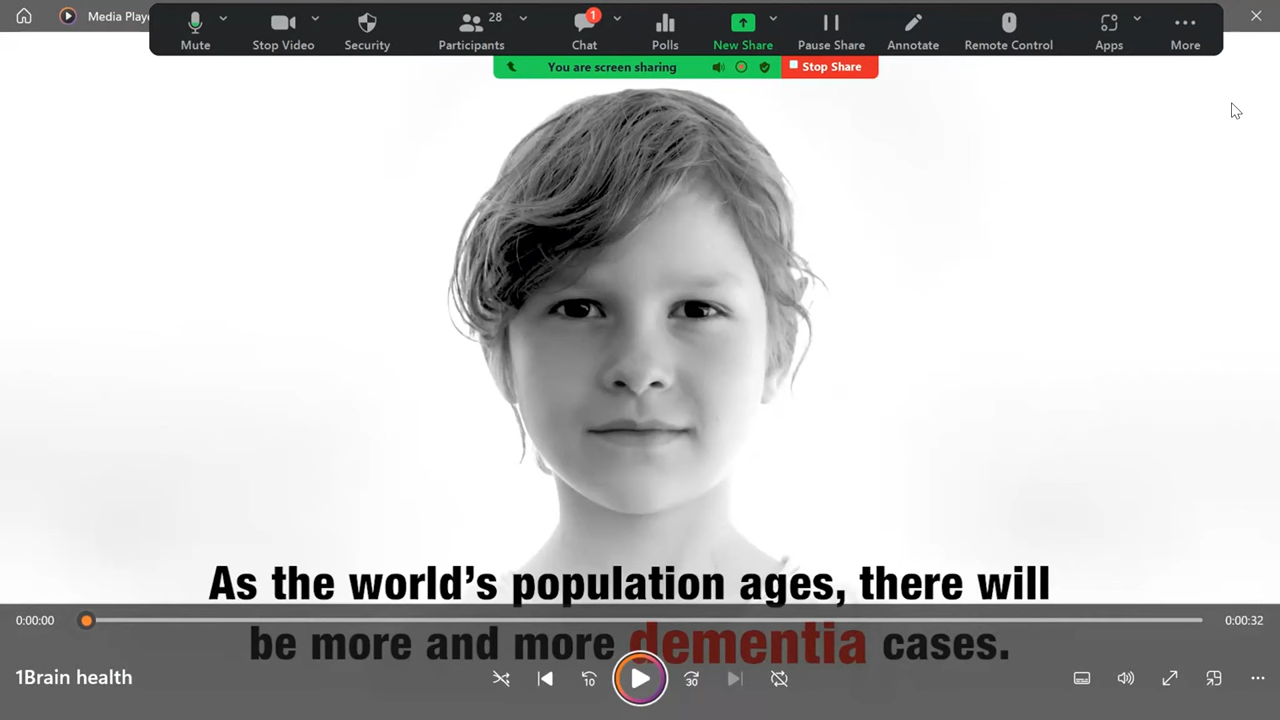 Media Playe
Mute
Stop Video
Security
28
Participants
1
Chat
Polls
New Share
Pause Share
Annotate
Remote Control
Apps
More
You are screen sharing
Stop Share
As the world's population ages, there will
be more and more dementia cases.
0:00:00
0:00:32
1Brain health
10
30